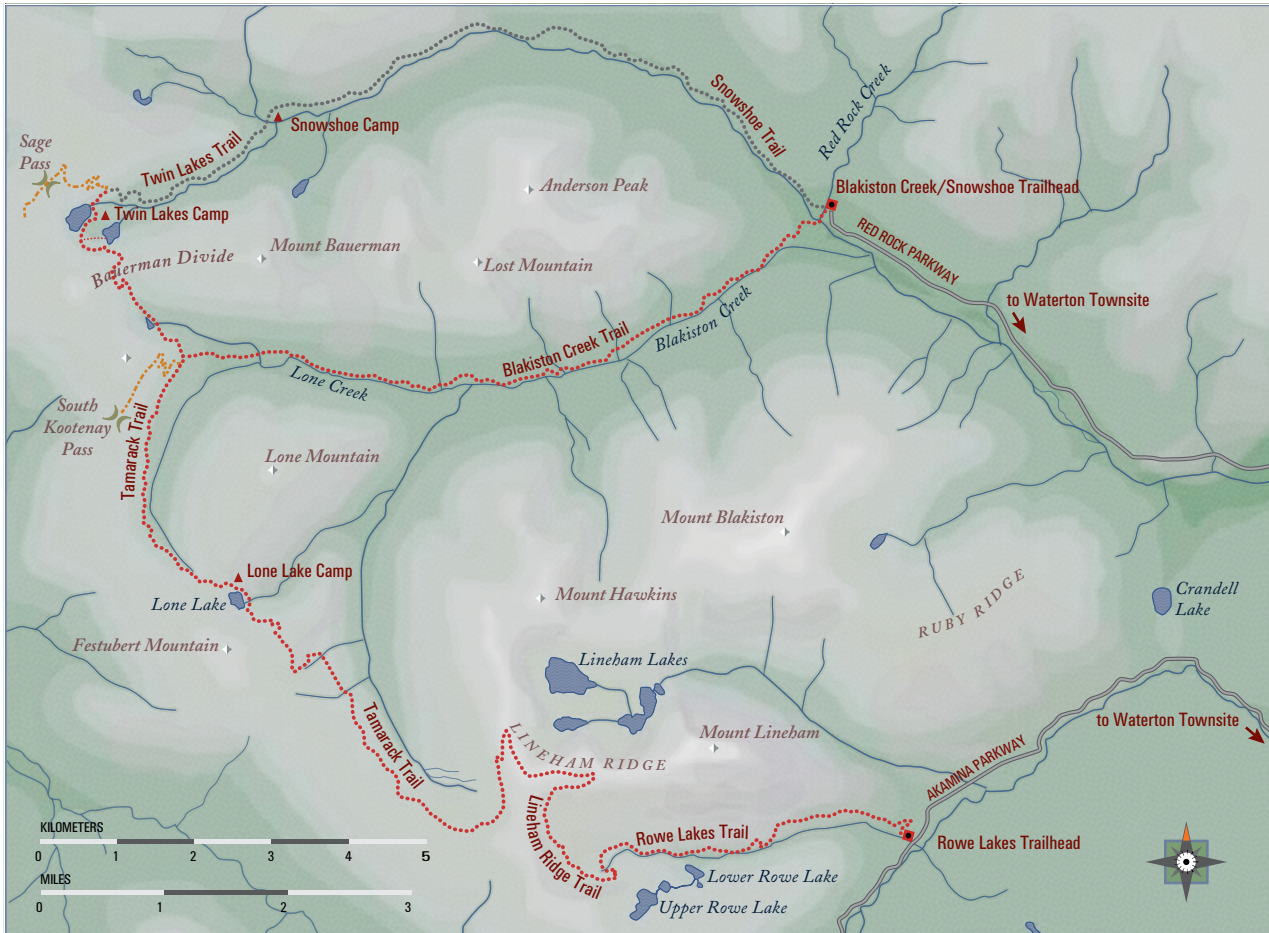 Snowshoe Trail
Red Rock Creek
Snowshoe Camp
Sage
Pass
Twin Lakes Trail
Anderson Peak
Blakiston Creek/Snowshoe Trailhead
Twin Lakes Camp
RED ROCK PARKWAY
Bauerman Divide
Mount Bauerman
Lost Mountain
to Waterton Townsite
Blakiston Creek
Blakiston Creek Trail
Lone Creek
South
Kootenay
Pass
Tamarack Trail
Lone Mountain
Mount Blakiston
Lone Lake Camp
Lone Lake
Mount Hawkins
RUBY RIDGE
Crandell
Lake
Festubert Mountain
Lineham Lakes
Tamarack Trail
LINEHAM RIDGE
Mount Lineham
to Waterton Townsite
AKAMINA PARKWAY
Lineham Ridge Trail
Rowe Lakes Trail
Rowe Lakes Trailhead
Lower Rowe Lake
Upper Rowe Lake
KILOMETERS
0 1 2 3 4 5
MILES
0 1 2 3